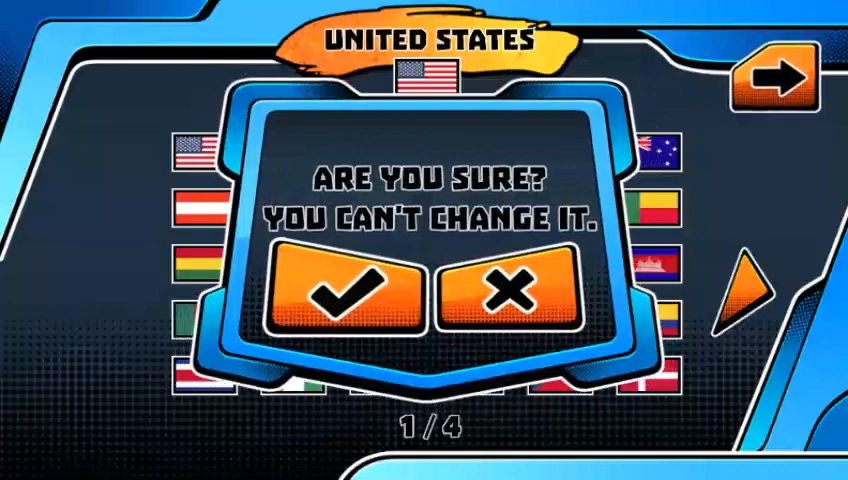 UNITED STATES
ARE YOU SURE?
YOU CAN'T CHANGE IT.
1 / 4